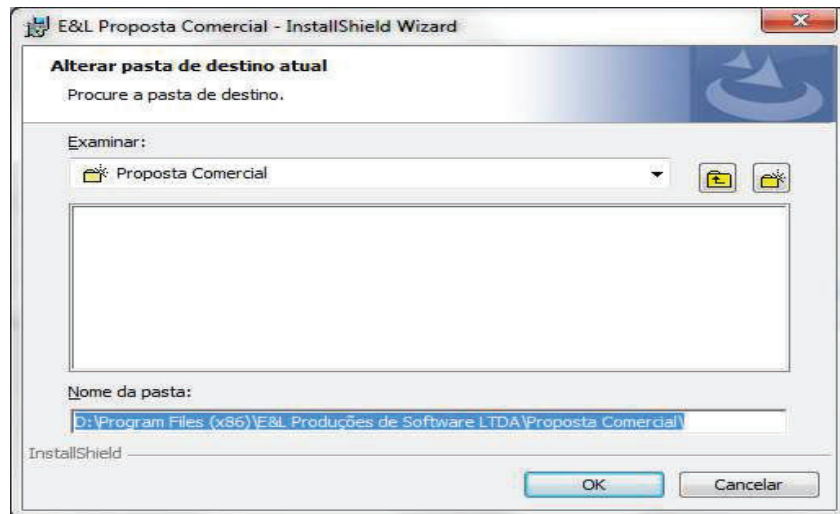 E&L Proposta Comercial - InstallShield Wizard
Alterar pasta de destino atual
Procure a pasta de destino.
Examinar:
Proposta Comercial
Nome da pasta:
D:\Program Files (x86)\E&L Produções de Software LTDA\Proposta Comercial\
InstallShield
OK Cancelar